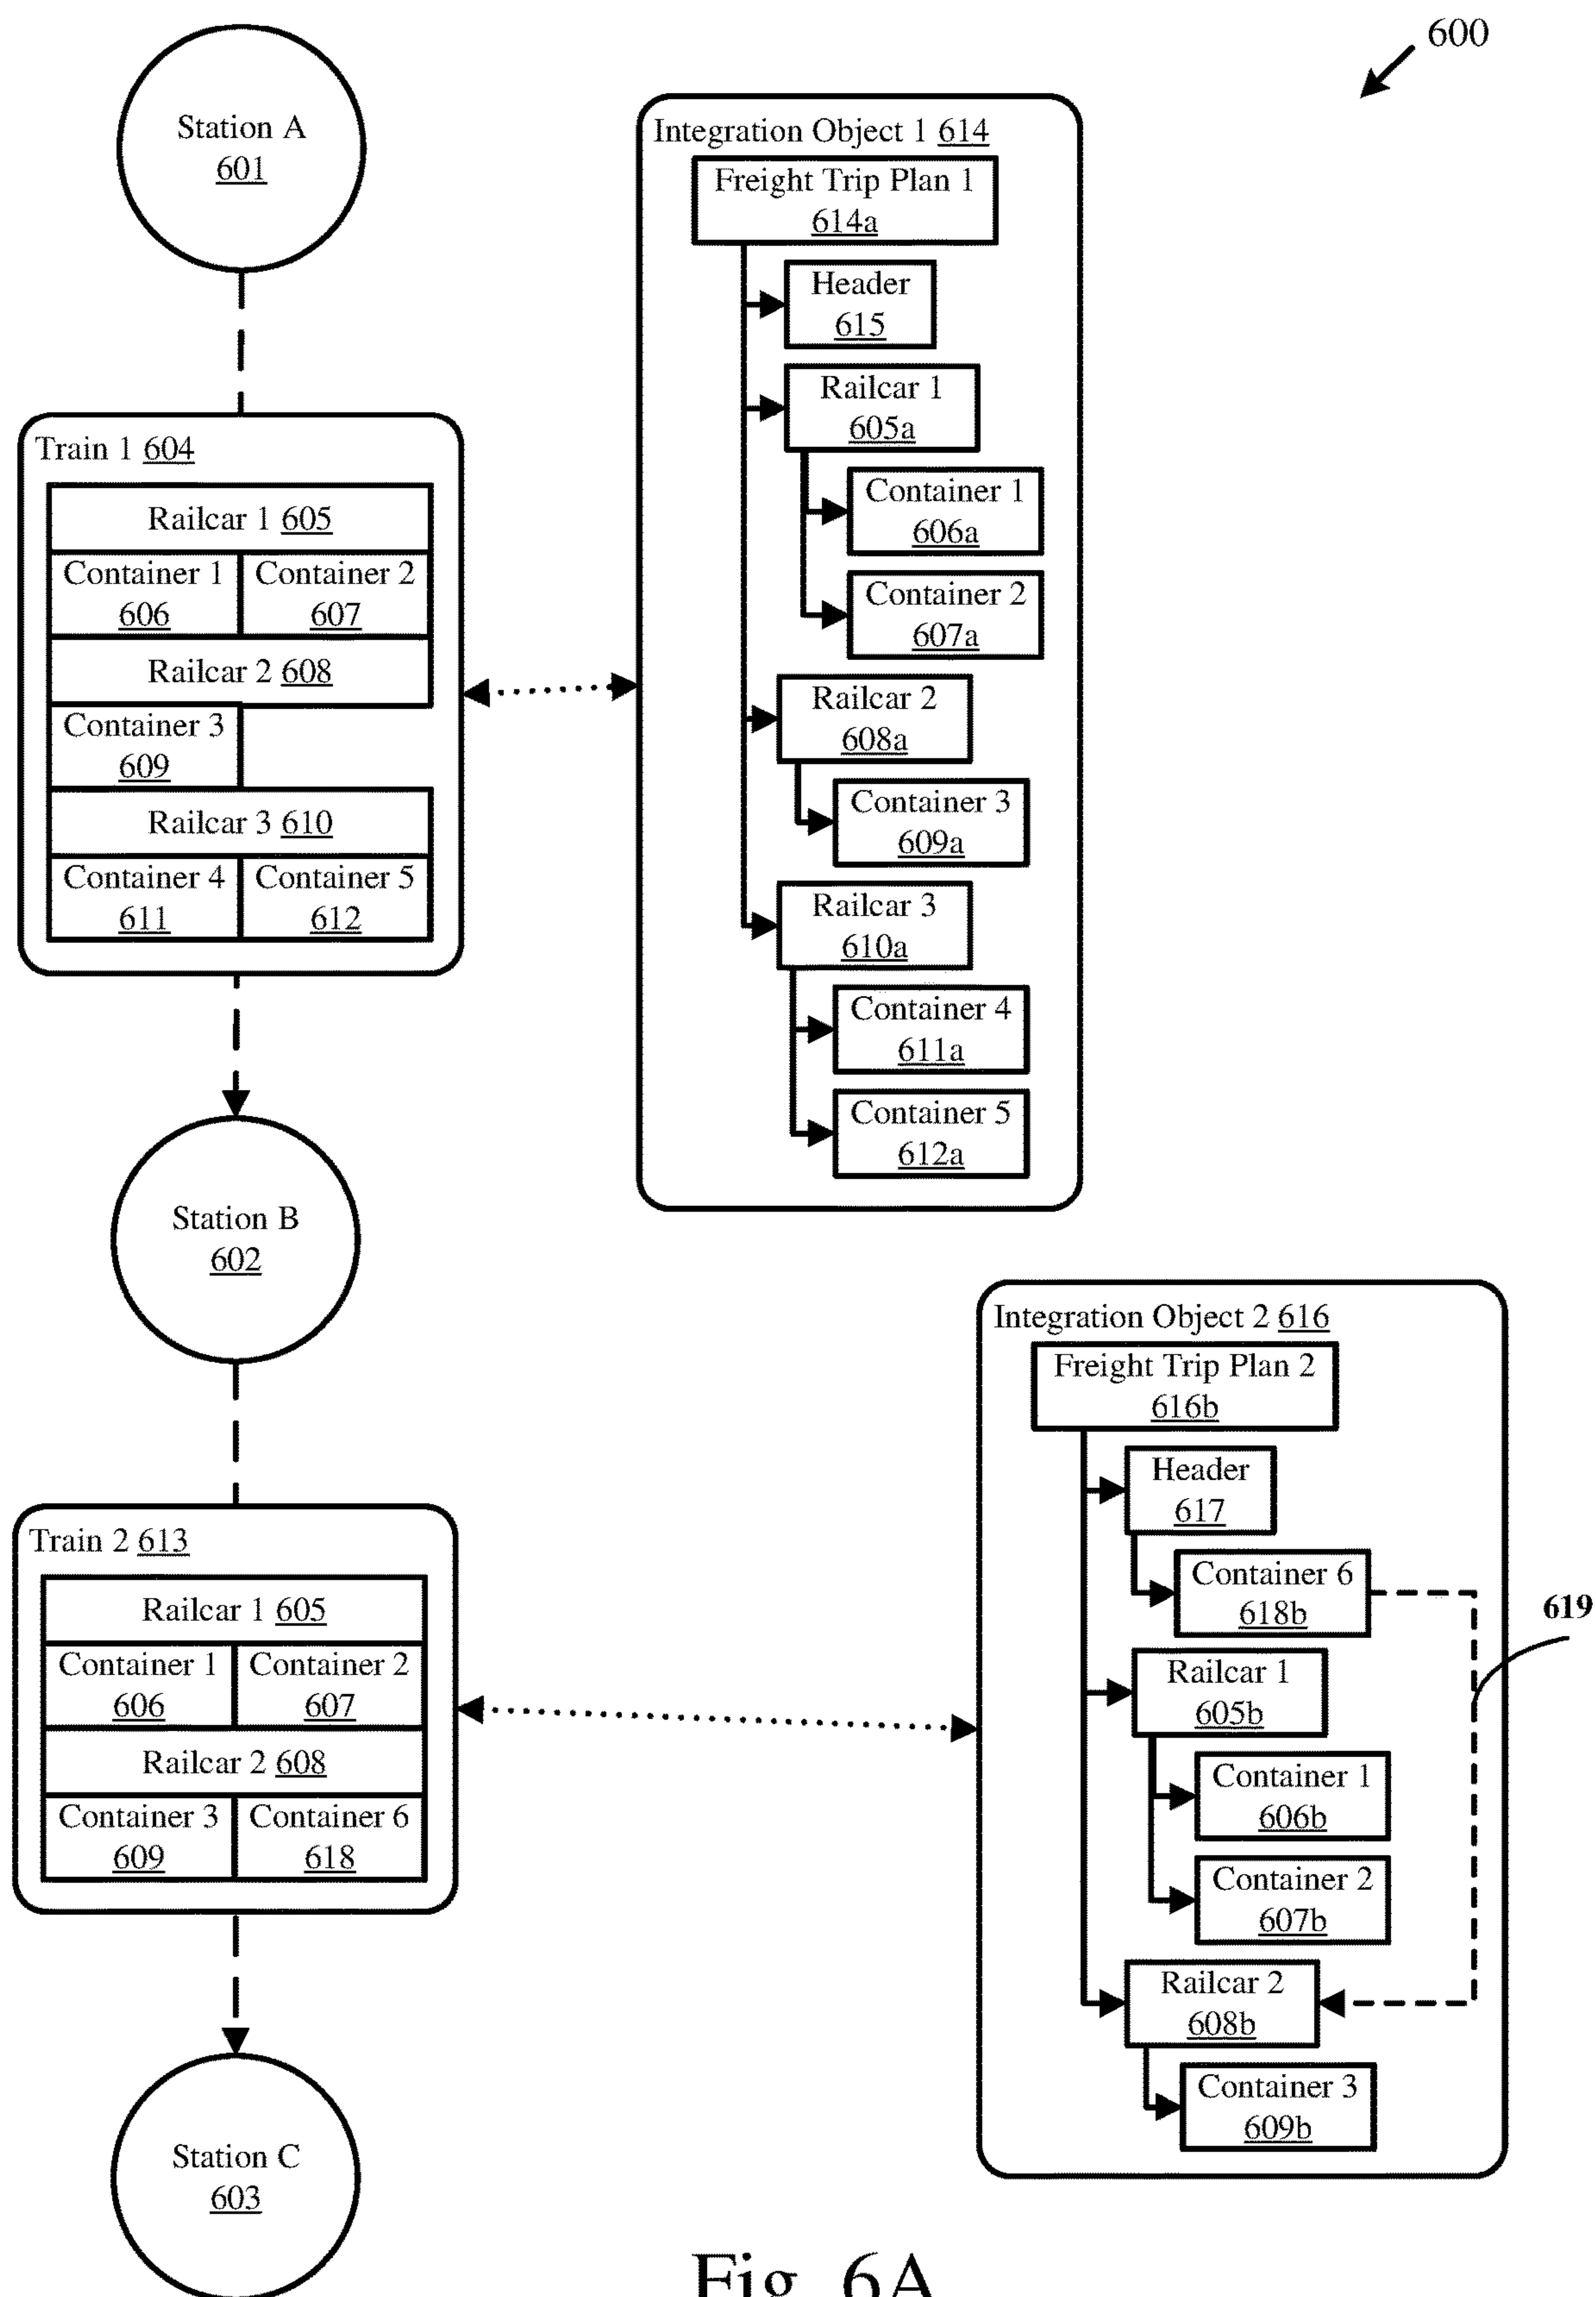 600
Station A
601
Integration Object 1 614
Freight Trip Plan 1
614a
Header
615
Railcar 1
605a
Container 1
606a
Container 2
607a
Railcar 2
608a
Container 3
609a
Railcar 3
610a
Container 4
611a
Container 5
612a
Train 1 604
Railcar 1 605
Container 1
606
Container 2
607
Railcar 2 608
Container 3
609
Railcar 3 610
Container 4
611
Container 5
612
Station B
602
Integration Object 2 616
Freight Trip Plan 2
616b
Header
617
Container 6
618b
619
Railcar 1
605b
Container 1
606b
Container 2
607b
Railcar 2
608b
Container 3
609b
Train 2 613
Railcar 1 605
Container 1
606
Container 2
607
Railcar 2 608
Container 3
609
Container 6
618
Station C
603
Fig. 6A